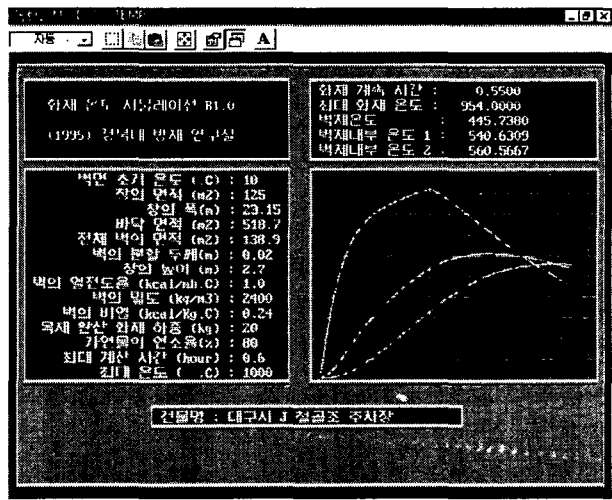 자동
A
화재 온도 시뮬레이션 R1.0
(1995) 경북대 방재 연구실
화재 계속 시간 : 0.5500
최대 화재 온도 : 954.0000
벽체온도 : 445.7380
벽체내부 온도 1 : 540.6309
벽체내부 온도 2 : 560.5667
벽면 초기 온도 (.C) : 10
창의 면적 (m2) : 125
창의 폭(m) : 23.15
바닥 면적 (m2) : 518.7
전체 벽의 면적 (m2) : 138.9
벽의 분할 두께(m) : 0.02
창의 높이 (m) : 2.7
벽의 열전도율 (kcal/mh.C) : 1.0
벽의 밀도 (kg/m3) : 2400
벽의 비열 (kcal/Kg.C) : 0.24
목재 환산 화재 하중 (kg) : 20
가연물의 연소율(%) : 80
최대 계산 시간 (hour) : 0.6
최대 온도 ( .C) : 1000
건물명 : 대구시 J 철골조 주차장